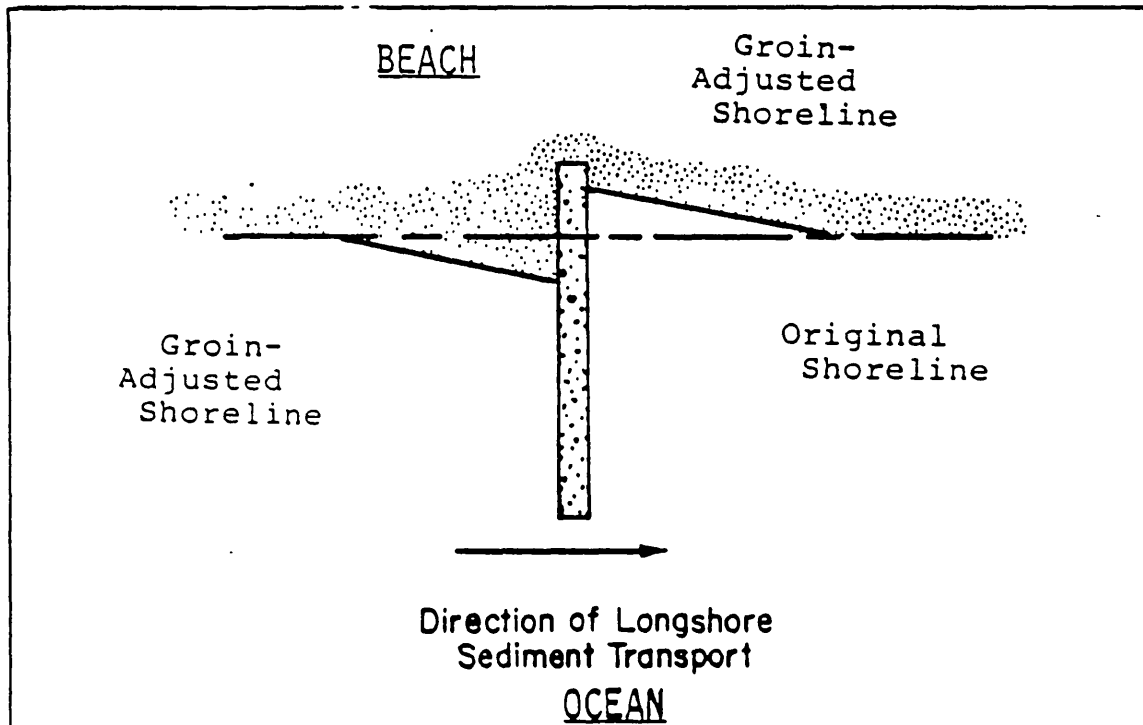 BEACH
Groin-
Adjusted
Shoreline
Groin-
Adjusted
Shoreline
Original
Shoreline
Direction of Longshore
Sediment Transport
OCEAN